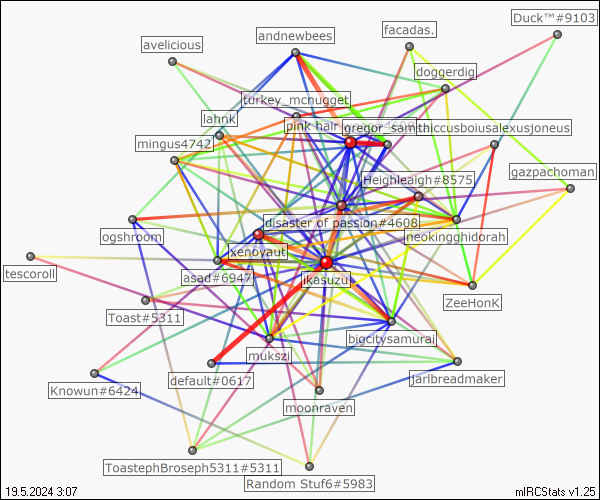 Duck™#9103
facadas.
andnewbees
avelicious
doggerdig
turkey_mcnugget
lahnk
pink hair
gregor_sam
thiccusboiusalexusjoneus
mingus4742
gazpachoman
Heighleaigh#8575
disaster of passion#4608
neokingghidorah
ogshroom
xenoyaut
tescoroll
asad#6947
ikasuzu
ZeeHonK
Toast#5311
bigcitysamurai
mukszi
default#0617
jarlbreadmaker
Knowun#6424
moonraven
ToastephBroseph5311#5311
Random Stuf6#5983
19.5.2024 3:07
mIRCStats v1.25